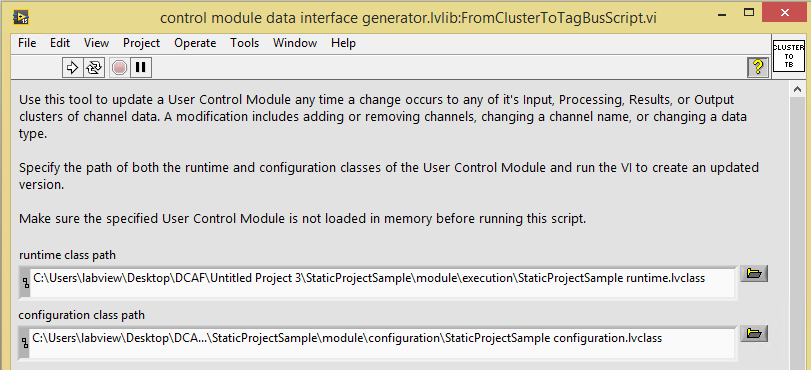 control module data interface generator.lvlib:FromClusterToTagBusScript.vi
File Edit View Project Operate Tools Window Help
CLUSTER
TO
TB
Use this tool to update a User Control Module any time a change occurs to any of it's Input, Processing, Results, or Output
clusters of channel data. A modification includes adding or removing channels, changing a channel name, or changing a data
type.
Specify the path of both the runtime and configuration classes of the User Control Module and run the VI to create an updated
version.
Make sure the specified User Control Module is not loaded in memory before running this script.
runtime class path
C:\Users\labview\Desktop\DCAF\Untitled Project 3\StaticProjectSample\module\execution\StaticProjectSample runtime.lvclass
configuration class path
C:\Users\labview\Desktop\DCA...\StaticProjectSample\module\configuration\StaticProjectSample configuration.lvclass